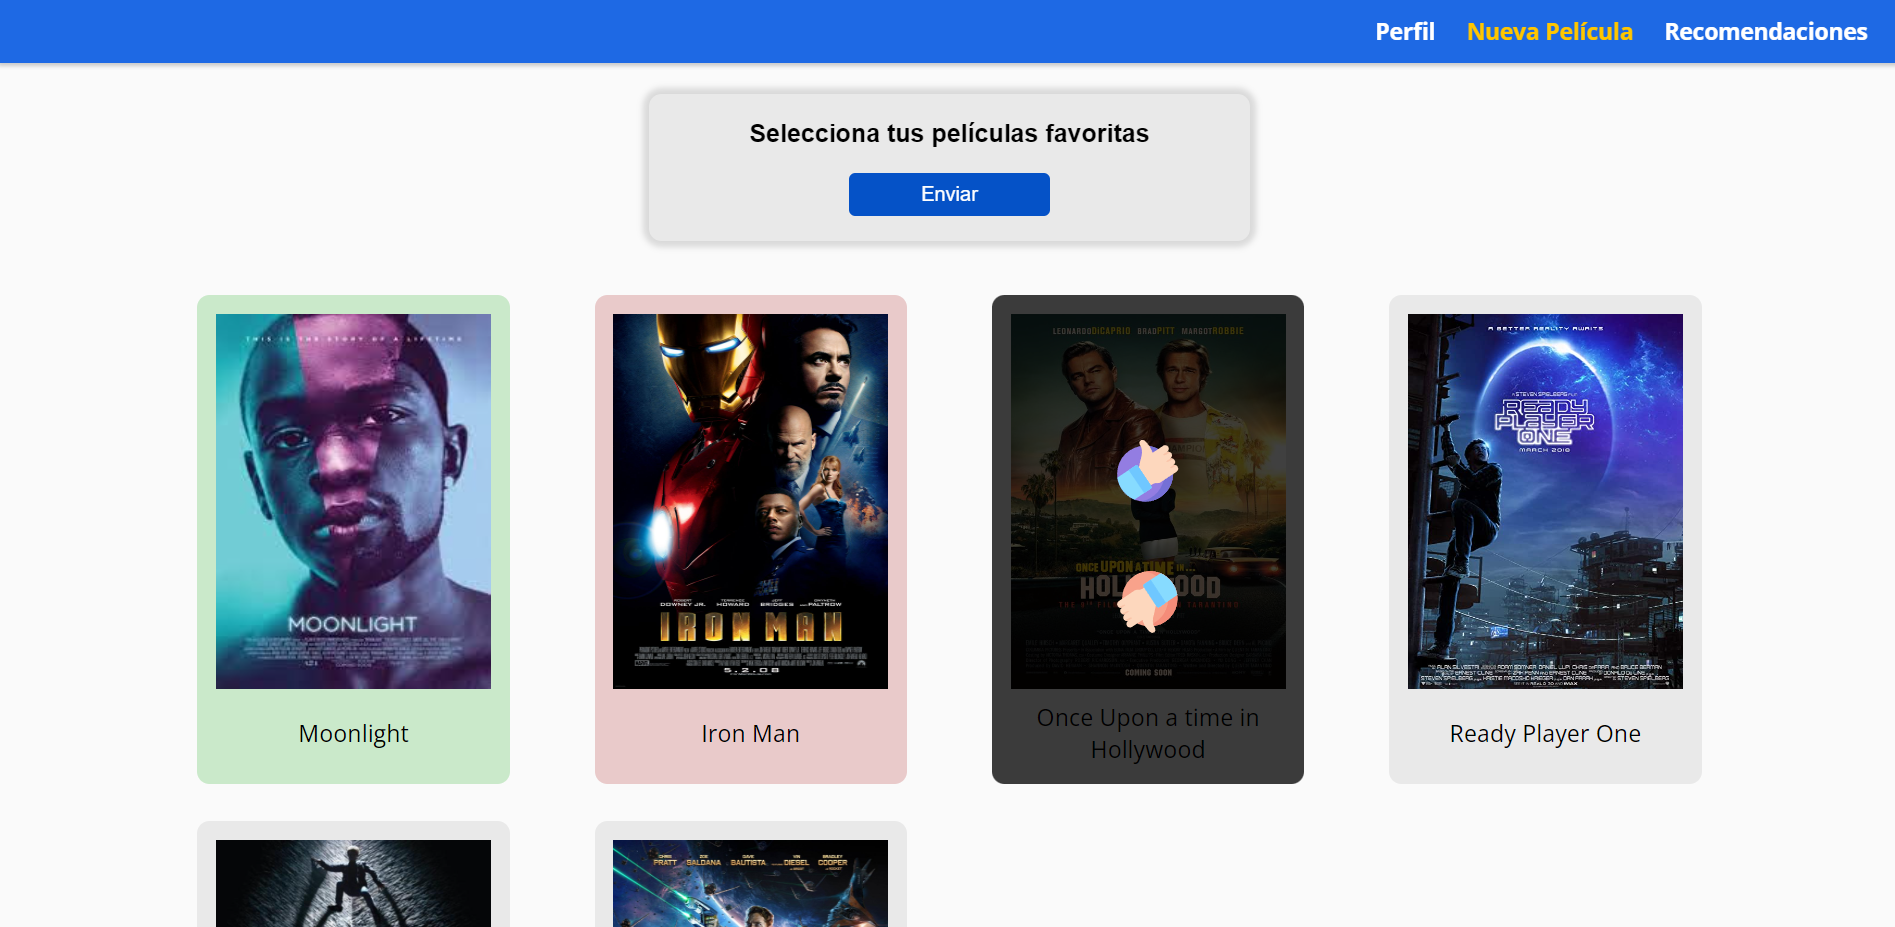 Perfil Nueva Película Recomendaciones
Selecciona tus películas favoritas
Enviar
THIS IS THE STORY OF A LIFETIME
MOONLIGHT
Moonlight
ROBERT DOWNEY JR. TERRENCE HOWARD JEFF BRIDGES GWYNETH PALTROW
IRON MAN
5.2.08
Iron Man
LEONARDO DiCAPRIO BRAD PITT MARGOT ROBBIE
ONCE UPON A TIME IN...
HOLLYWOOD
COMING SOON
Once Upon a time in
Hollywood
A BETTER REALITY AWAITS
A STEVEN SPIELBERG FILM
READY
PLAYER
ONE
MARCH 2018
Ready Player One
CHRIS PRATT ZOE SALDANA DAVE BAUTISTA VIN DIESEL BRADLEY COOPER